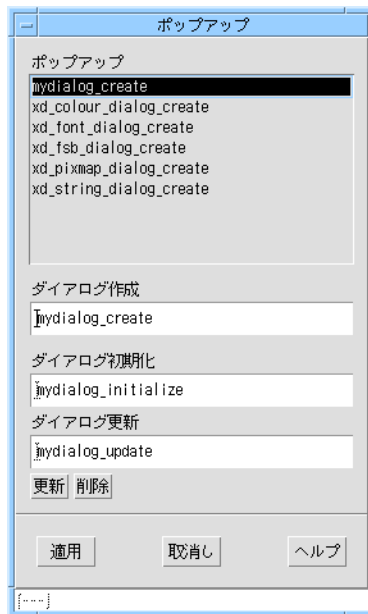 ポップアップ
ポップアップ
mydialog_create
xd_colour_dialog_create
xd_font_dialog_create
xd_fsb_dialog_create
xd_pixmap_dialog_create
xd_string_dialog_create
ダイアログ作成
mydialog_create
ダイアログ初期化
mydialog_initialize
ダイアログ更新
mydialog_update
更新 削除
適用 取消し ヘルプ
[---]